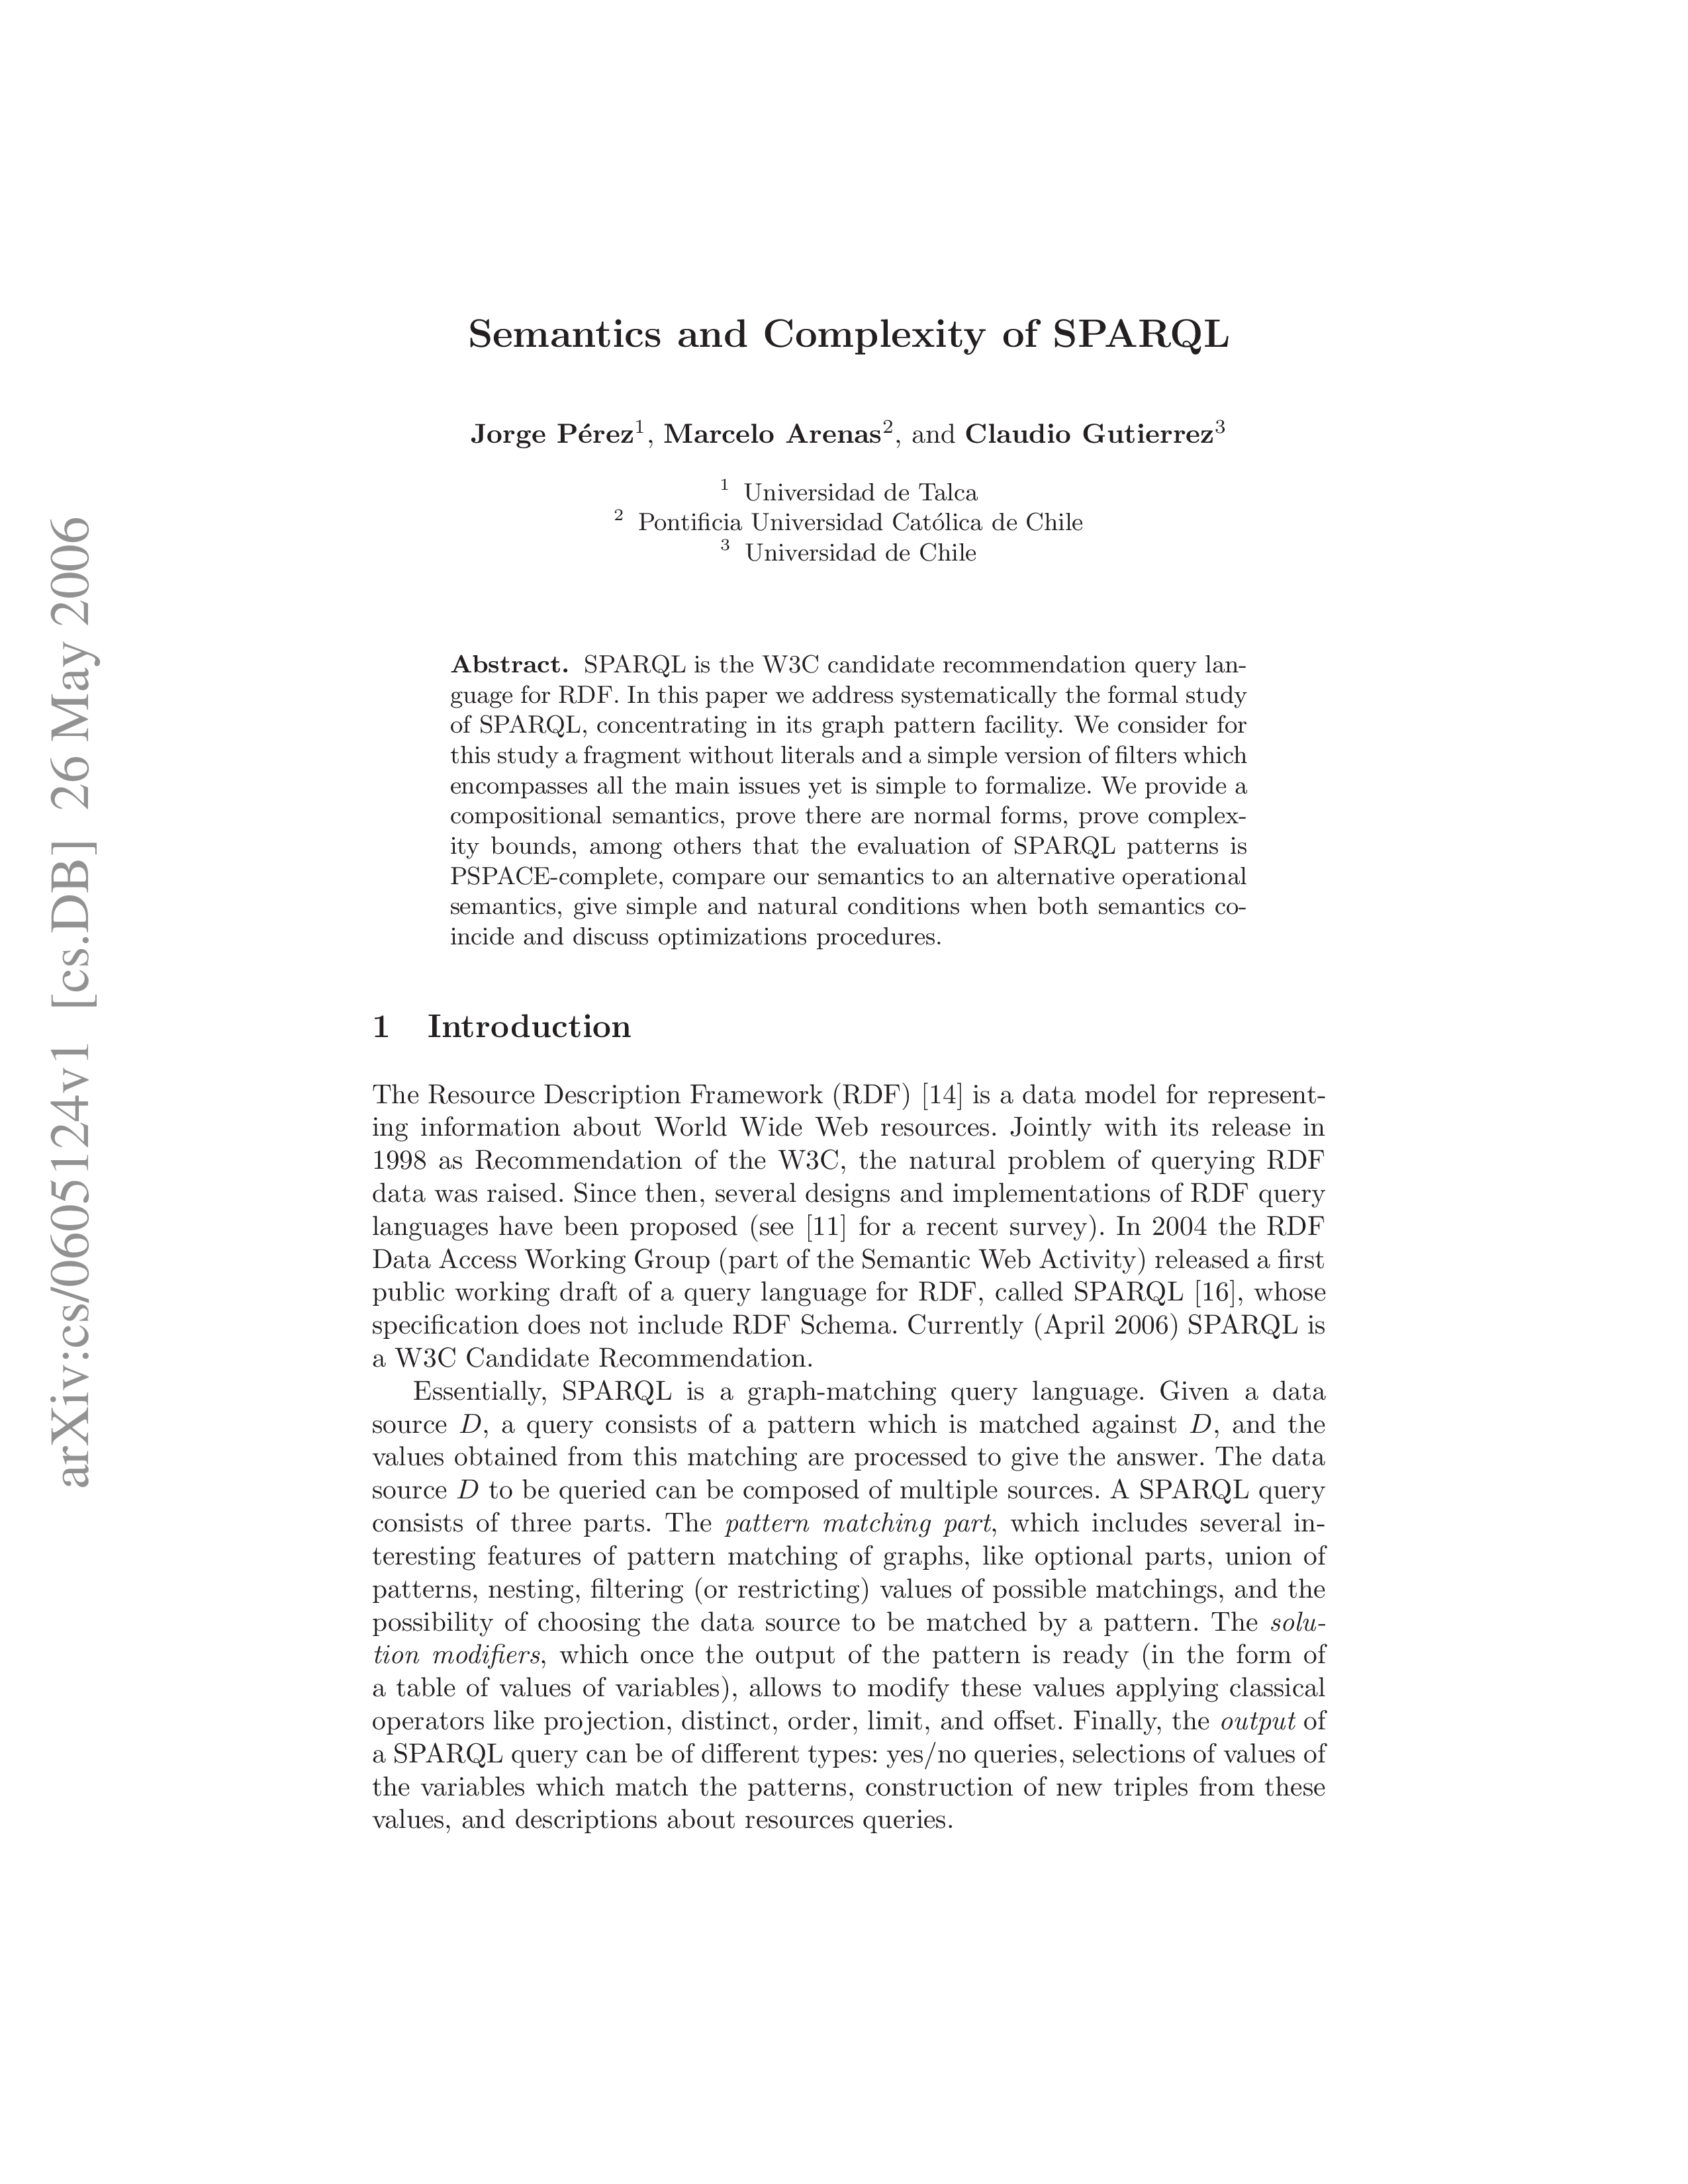 Semantics and Complexity of SPARQL
Jorge Pérez1, Marcelo Arenas2, and Claudio Gutierrez3
1 Universidad de Talca
2 Pontificia Universidad Católica de Chile
3 Universidad de Chile
Abstract. SPARQL is the W3C candidate recommendation query lan-
guage for RDF. In this paper we address systematically the formal study
of SPARQL, concentrating in its graph pattern facility. We consider for
this study a fragment without literals and a simple version of filters which
encompasses all the main issues yet is simple to formalize. We provide a
compositional semantics, prove there are normal forms, prove complex-
ity bounds, among others that the evaluation of SPARQL patterns is
PSPACE-complete, compare our semantics to an alternative operational
semantics, give simple and natural conditions when both semantics co-
incide and discuss optimizations procedures.
1 Introduction
The Resource Description Framework (RDF) [14] is a data model for represent-
ing information about World Wide Web resources. Jointly with its release in
1998 as Recommendation of the W3C, the natural problem of querying RDF
data was raised. Since then, several designs and implementations of RDF query
languages have been proposed (see [11] for a recent survey). In 2004 the RDF
Data Access Working Group (part of the Semantic Web Activity) released a first
public working draft of a query language for RDF, called SPARQL [16], whose
specification does not include RDF Schema. Currently (April 2006) SPARQL is
a W3C Candidate Recommendation.
Essentially, SPARQL is a graph-matching query language. Given a data
source D, a query consists of a pattern which is matched against D, and the
values obtained from this matching are processed to give the answer. The data
source D to be queried can be composed of multiple sources. A SPARQL query
consists of three parts. The pattern matching part, which includes several in-
teresting features of pattern matching of graphs, like optional parts, union of
patterns, nesting, filtering (or restricting) values of possible matchings, and the
possibility of choosing the data source to be matched by a pattern. The solu-
tion modifiers, which once the output of the pattern is ready (in the form of
a table of values of variables), allows to modify these values applying classical
operators like projection, distinct, order, limit, and offset. Finally, the output of
a SPARQL query can be of different types: yes/no queries, selections of values of
the variables which match the patterns, construction of new triples from these
values, and descriptions about resources queries.
arXiv:cs/0605124v1 [cs.DB] 26 May 2006